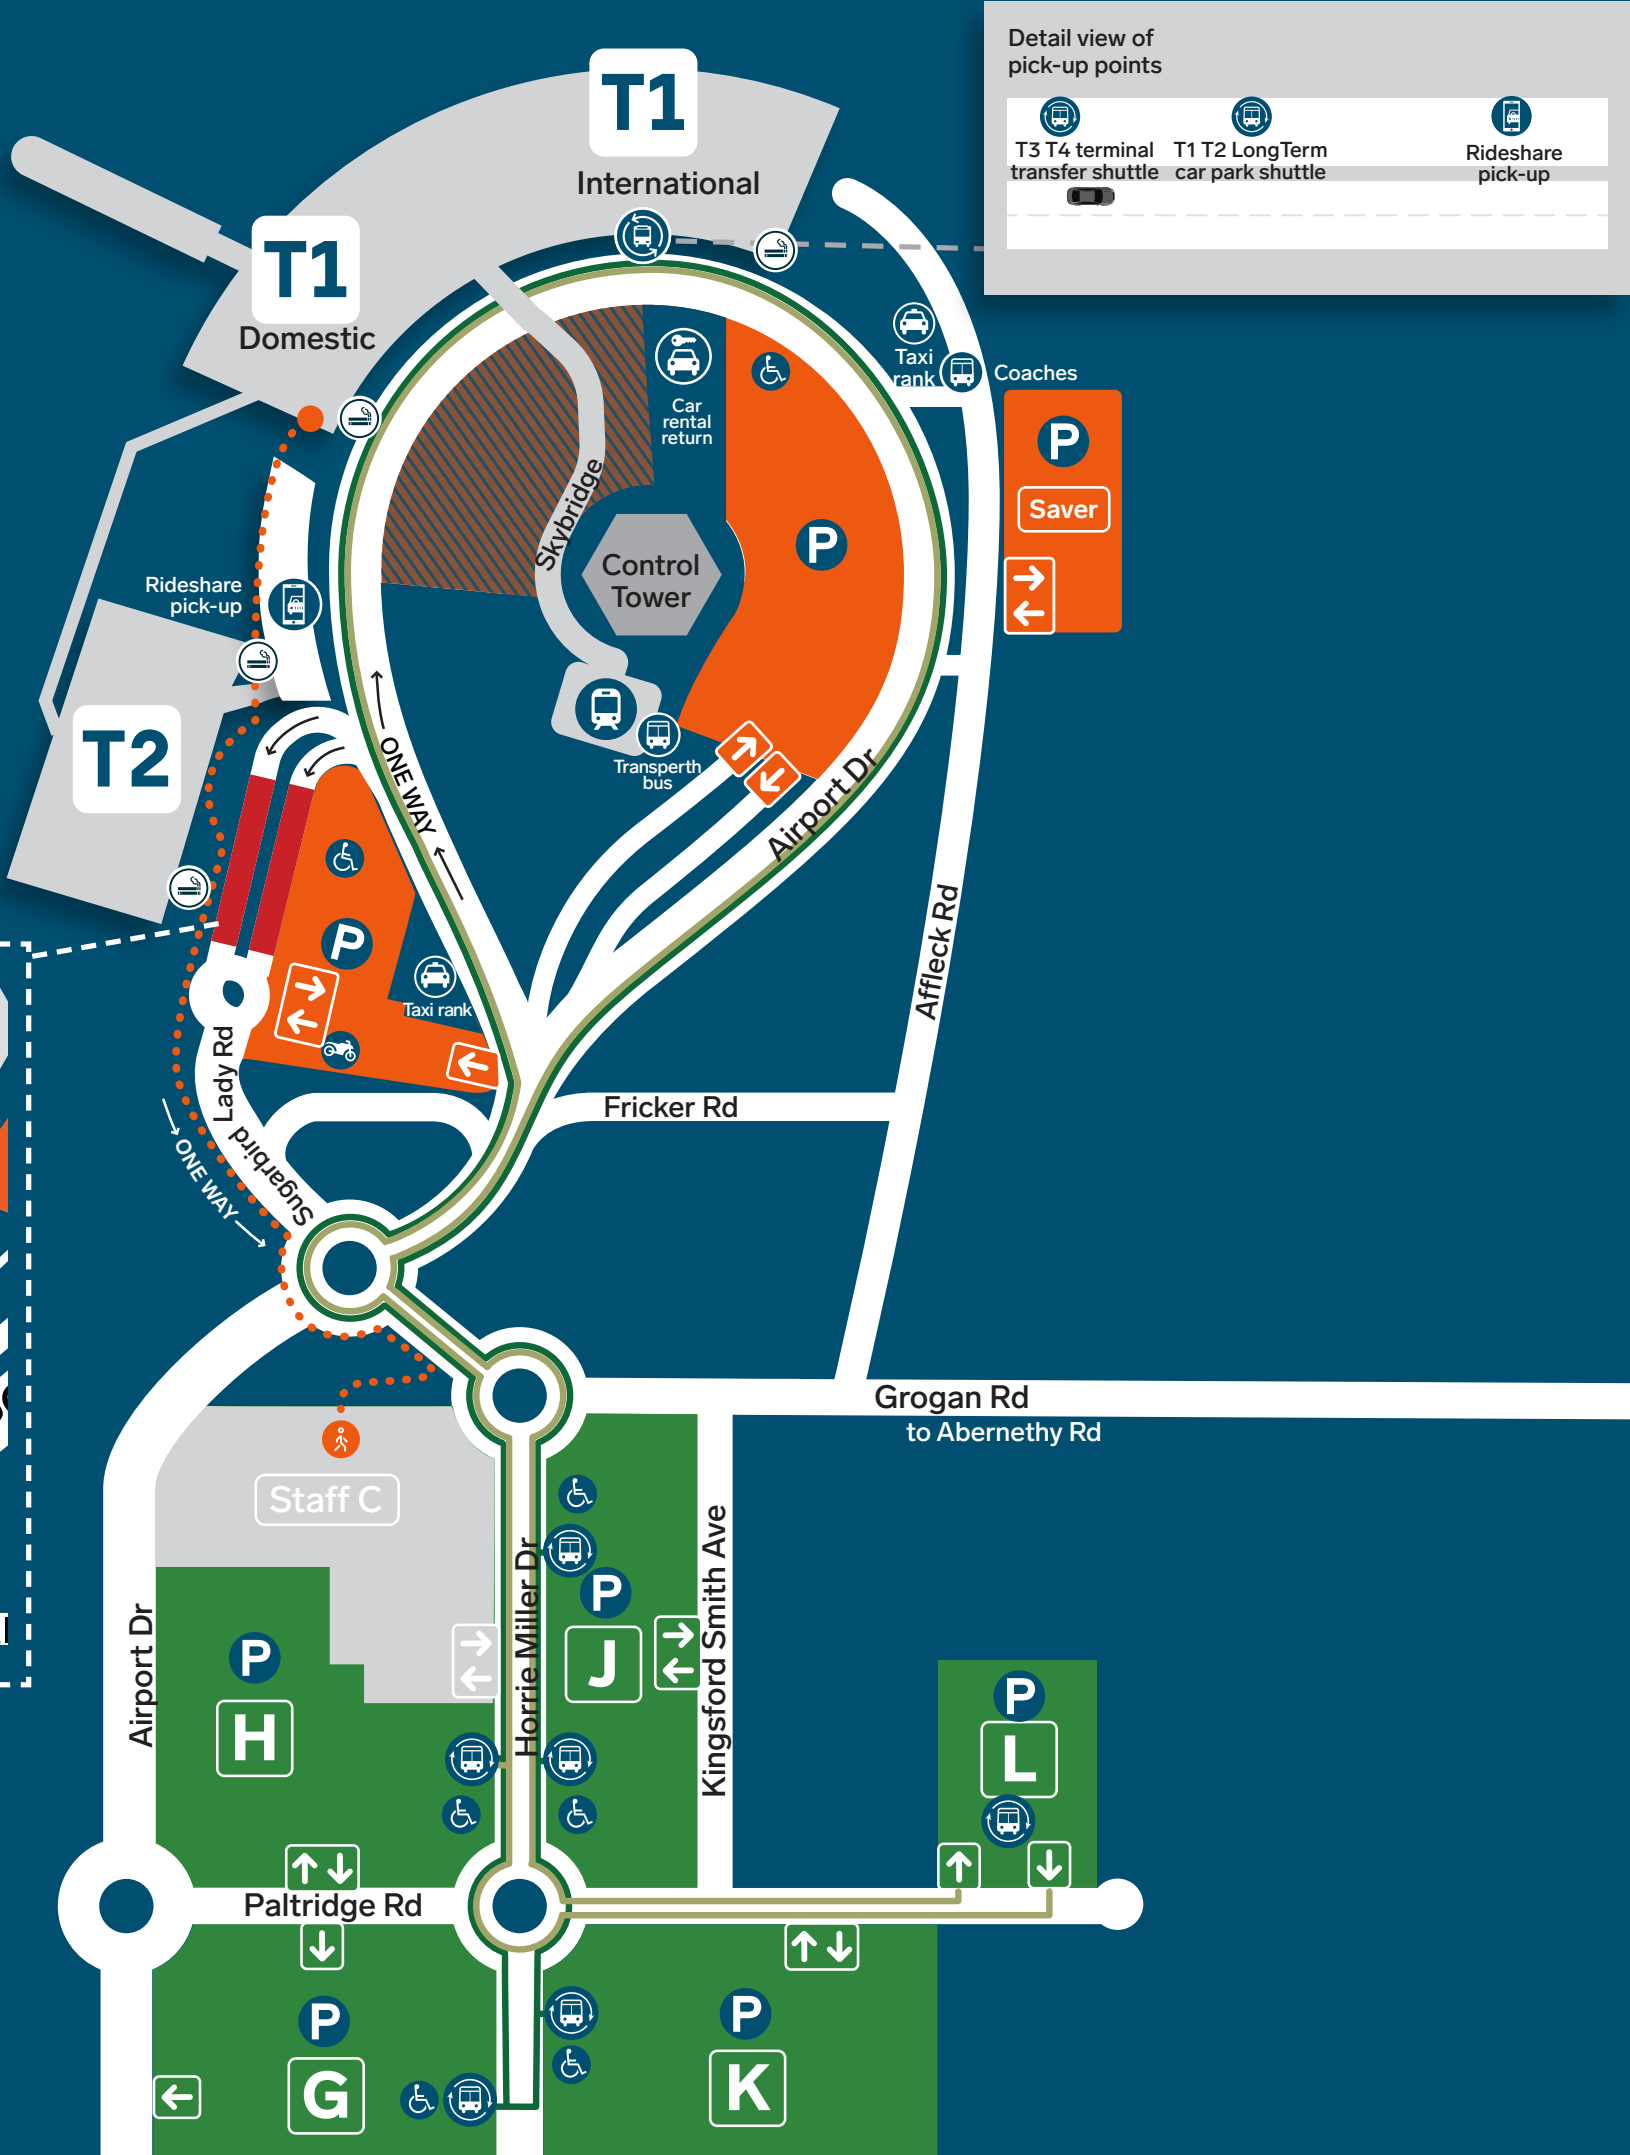 Detail view of
pick-up points
T3 T4 terminal
transfer shuttle
T1 T2 LongTerm
car park shuttle
Rideshare
pick-up
T1
International
T1
Domestic
Taxi
rank
Coaches
P
Saver
Car
rental
return
Skybridge
Control
Tower
P
Rideshare
pick-up
T2
ONE WAY
Transperth
bus
Airport Dr
Affleck Rd
P
Taxi rank
Lady Rd
Sugarbird
ONE WAY
Fricker Rd
Grogan Rd
to Abernethy Rd
Staff C
Horrie Miller Dr
Kingsford Smith Ave
Airport Dr
P
H
P
J
P
L
Paltridge Rd
P
G
P
K